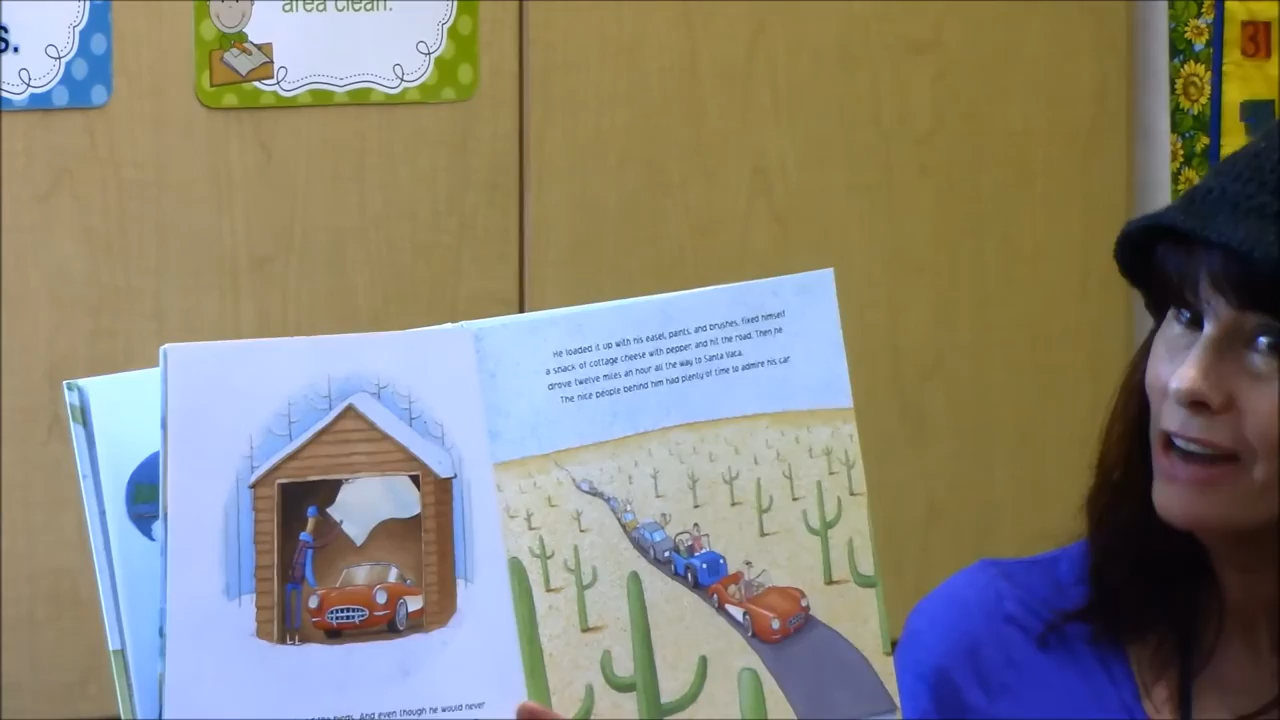 s.
area clean.
31
He loaded it up with his easel, paints, and brushes, fixed himself
a snack of cottage cheese with pepper, and hit the road. Then he
drove twelve miles an hour all the way to Santa Vaca.
The nice people behind him had plenty of time to admire his car.
the birds. And even though he would never